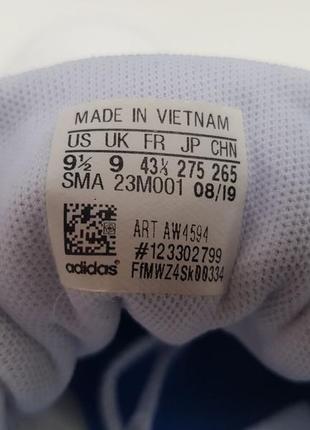 MADE IN VIETNAM
US UK FR JP CHN
9½ 9 43⅓ 275 265
SMA 23M001 08/19
ART AW4594
#123302799
adidas FfMWZ4SkD0334